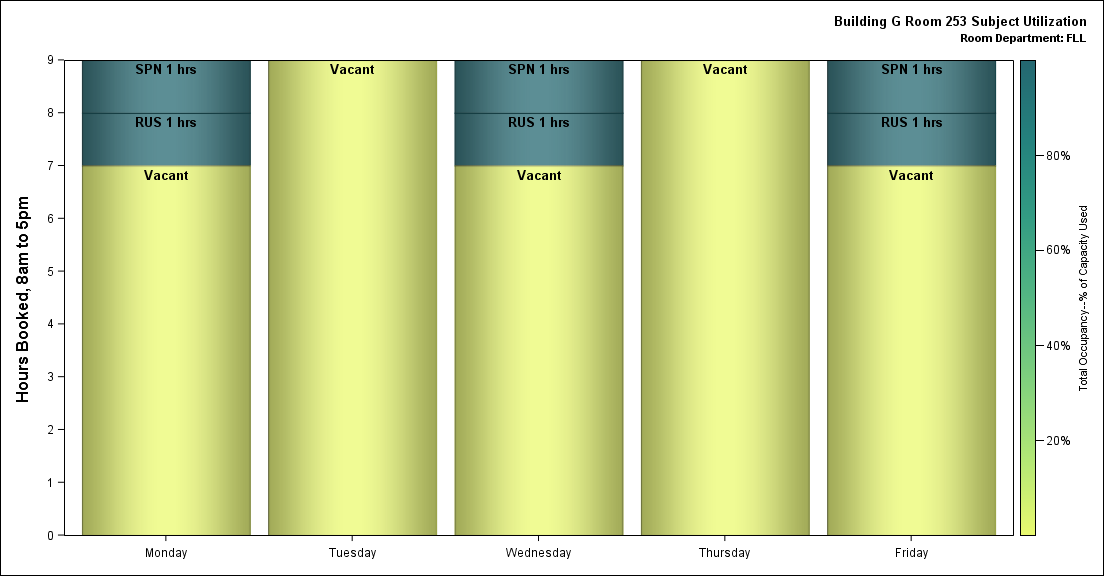 Building G Room 253 Subject Utilization
Room Department: FLL
Hours Booked, 8am to 5pm
9
8
7
6
5
4
3
2
1
0
SPN 1 hrs
RUS 1 hrs
Vacant
Vacant
SPN 1 hrs
RUS 1 hrs
Vacant
Vacant
SPN 1 hrs
RUS 1 hrs
Vacant
Monday
Tuesday
Wednesday
Thursday
Friday
80%
60%
40%
20%
Total Occupancy--% of Capacity Used